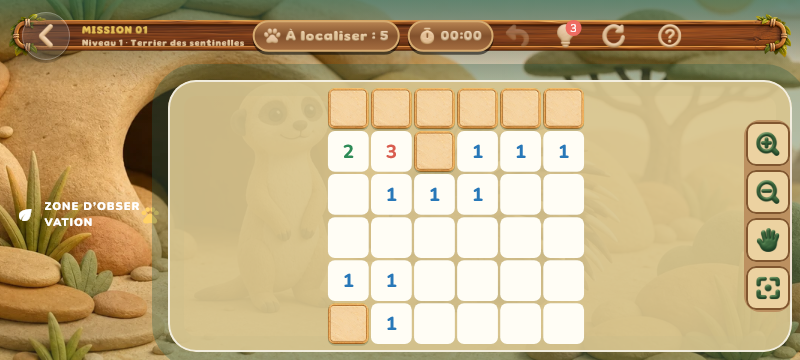 MISSION 01
Niveau 1 · Terrier des sentinelles
À localiser : 5
00:00
3
2 3 1 1 1
1 1 1
ZONE D'OBSER
VATION
1 1
1